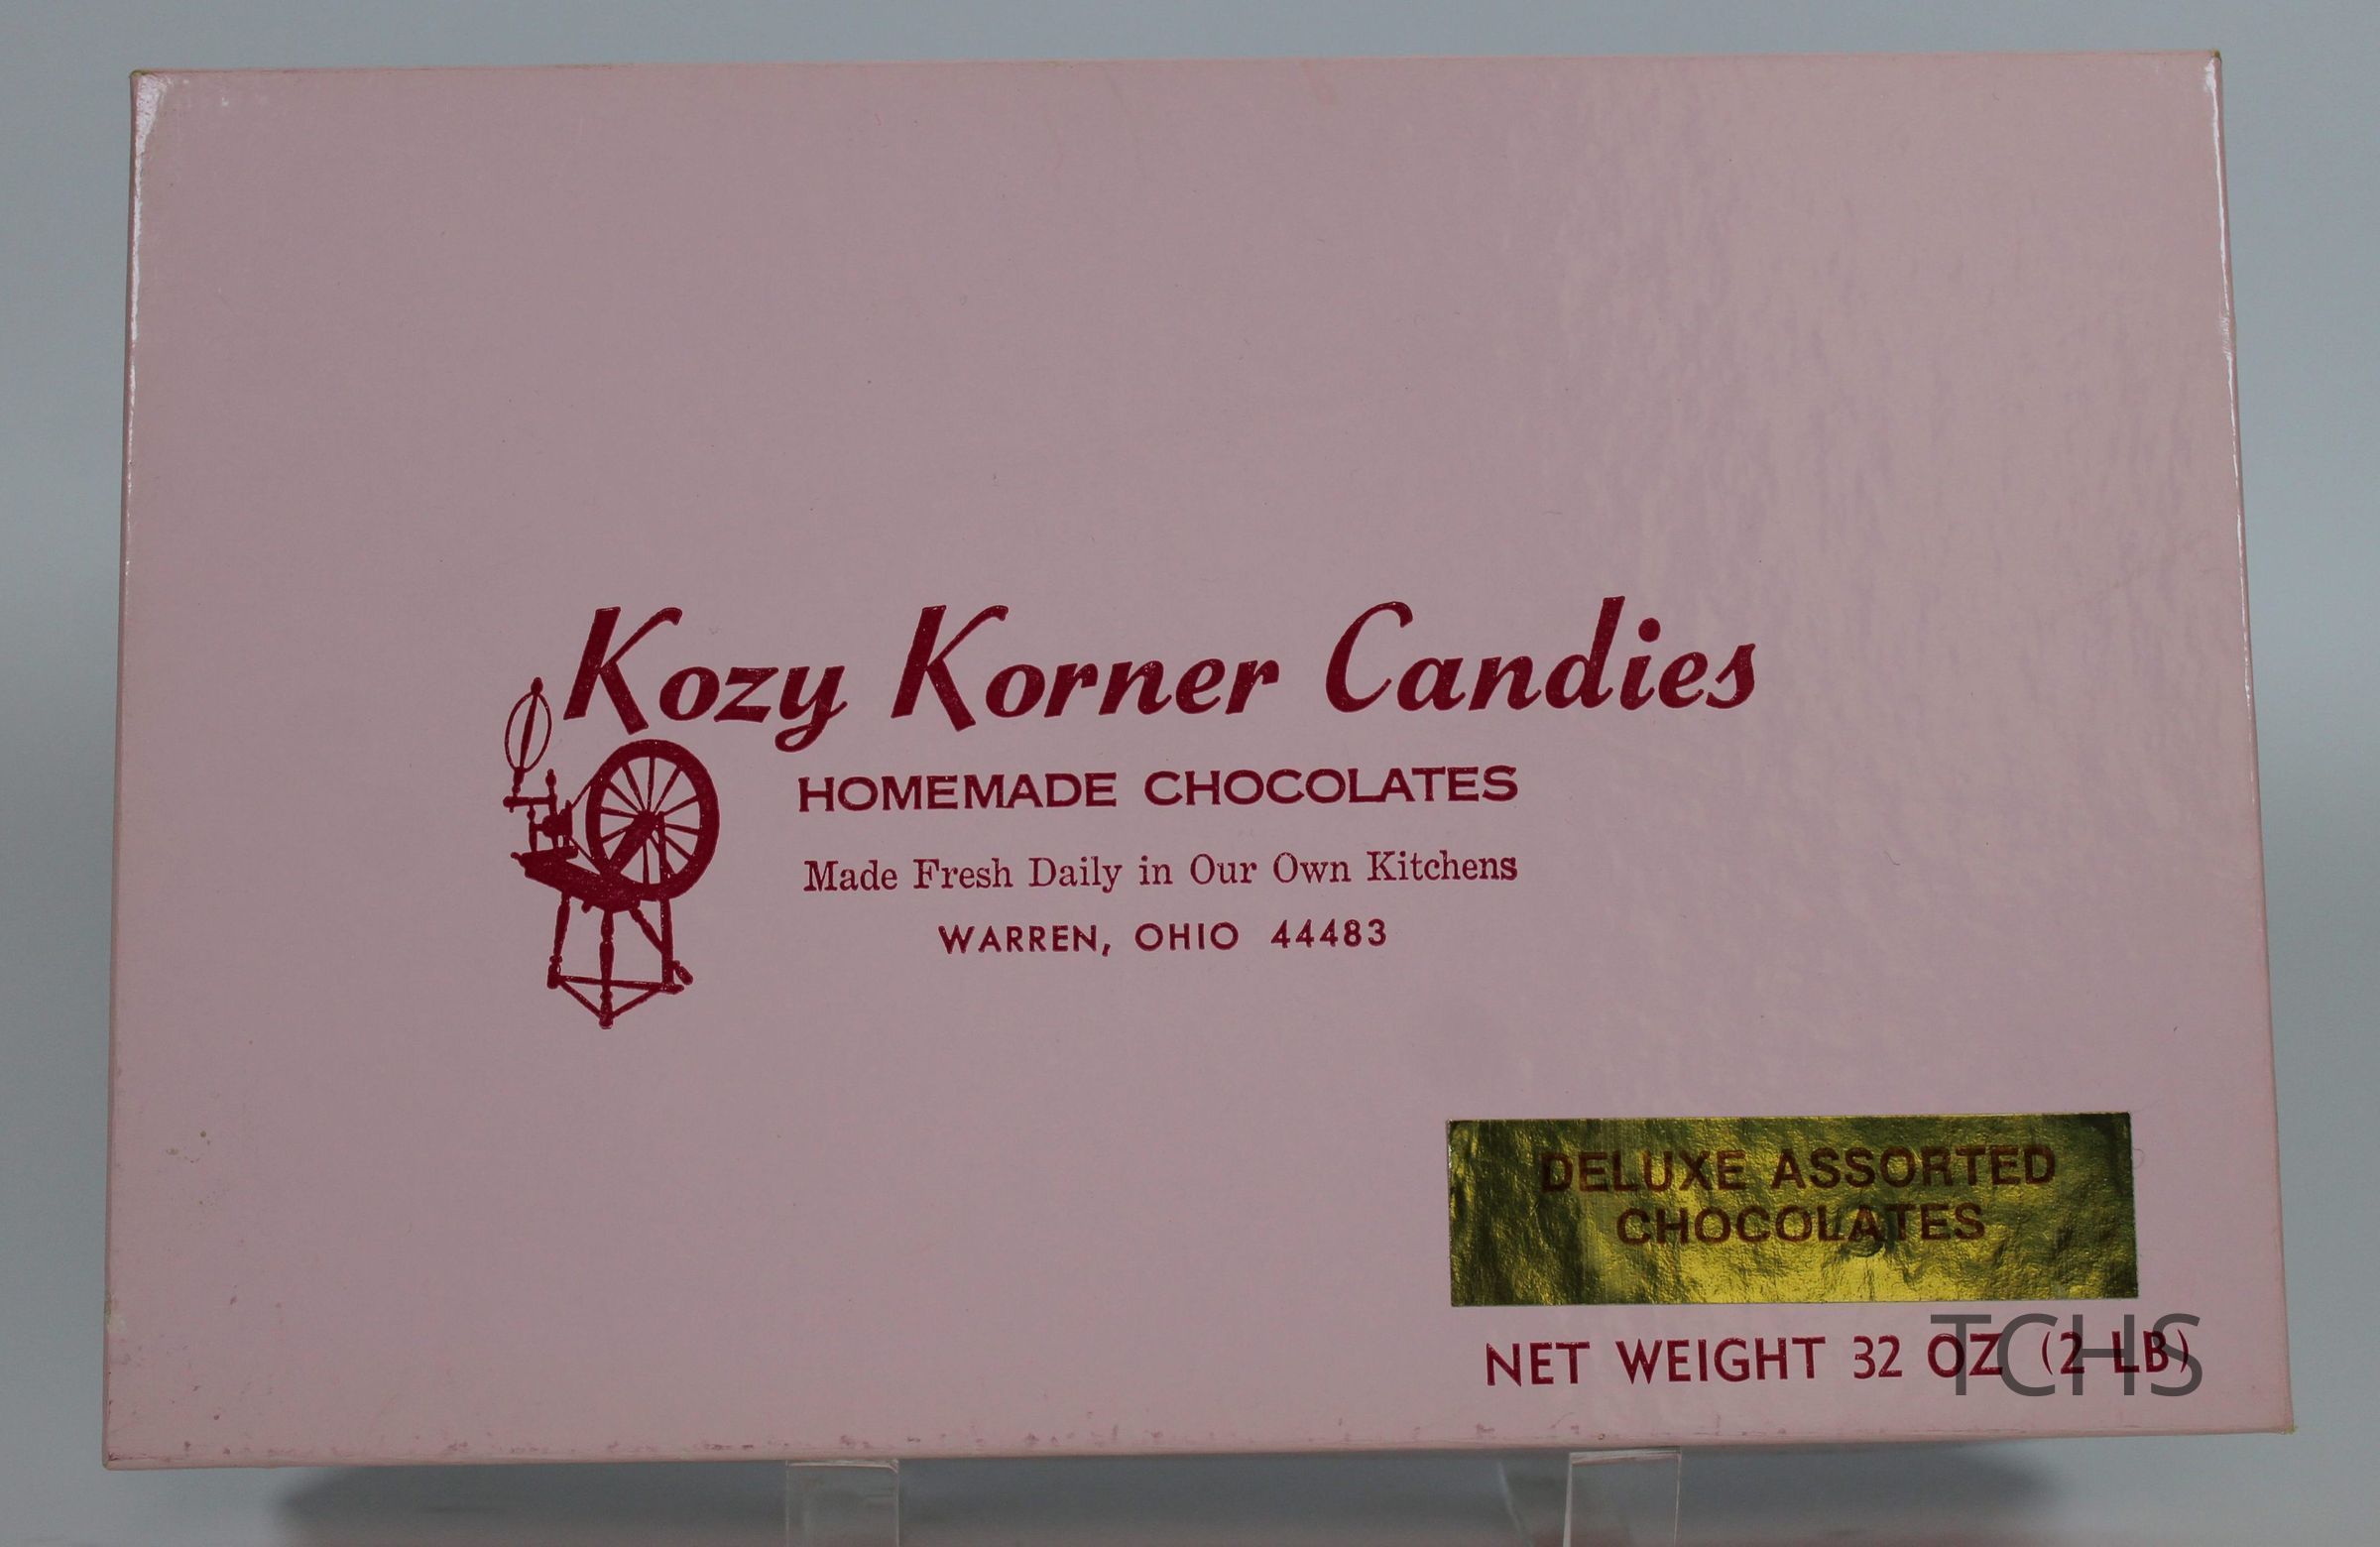 Kozy Korner Candies
HOMEMADE CHOCOLATES
Made Fresh Daily in Our Own Kitchens
WARREN, OHIO 44483
DELUXE ASSORTED
CHOCOLATES
NET WEIGHT 32 OZ (2 LB)
TCHS